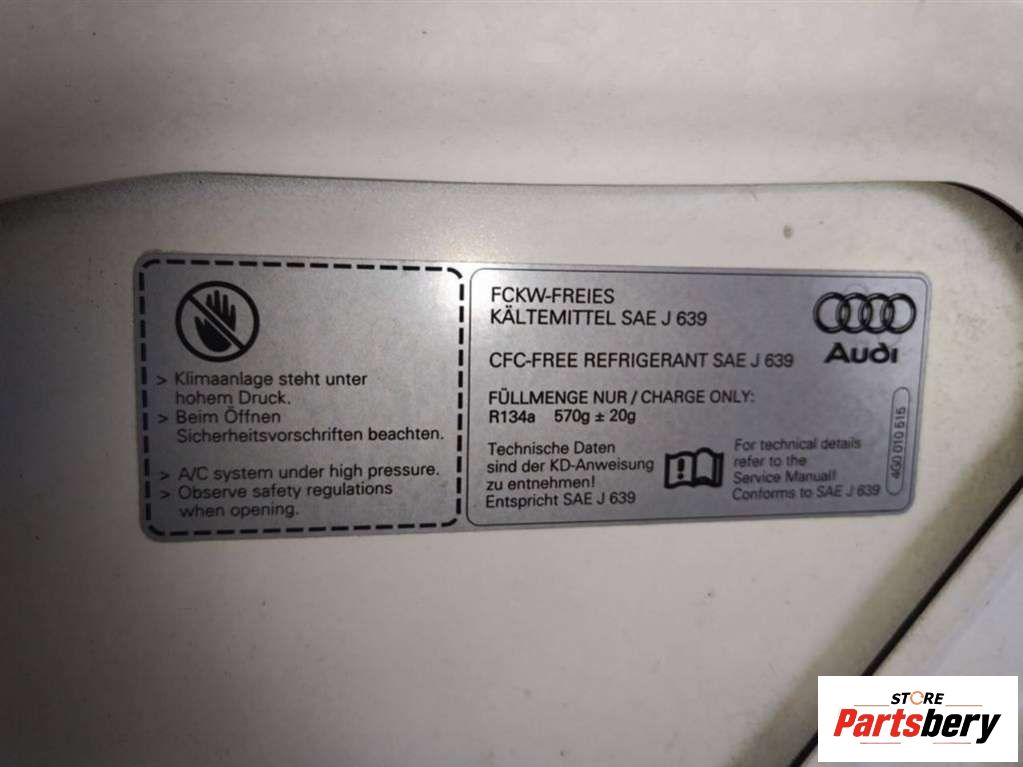 > Klimaanlage steht unter
hohem Druck.
> Beim Öffnen
Sicherheitsvorschriften beachten.
> A/C system under high pressure.
> Observe safety regulations
when opening.
FCKW-FREIES
KÄLTEMITTEL SAE J 639
CFC-FREE REFRIGERANT SAE J 639
FÜLLMENGE NUR / CHARGE ONLY:
R134a 570g ± 20g
Technische Daten
sind der KD-Anweisung
zu entnehmen!
Entspricht SAE J 639
For technical details
refer to the
Service Manual!
Conforms to SAE J 639
Audi
4G0 010 515
STORE
Partsbery